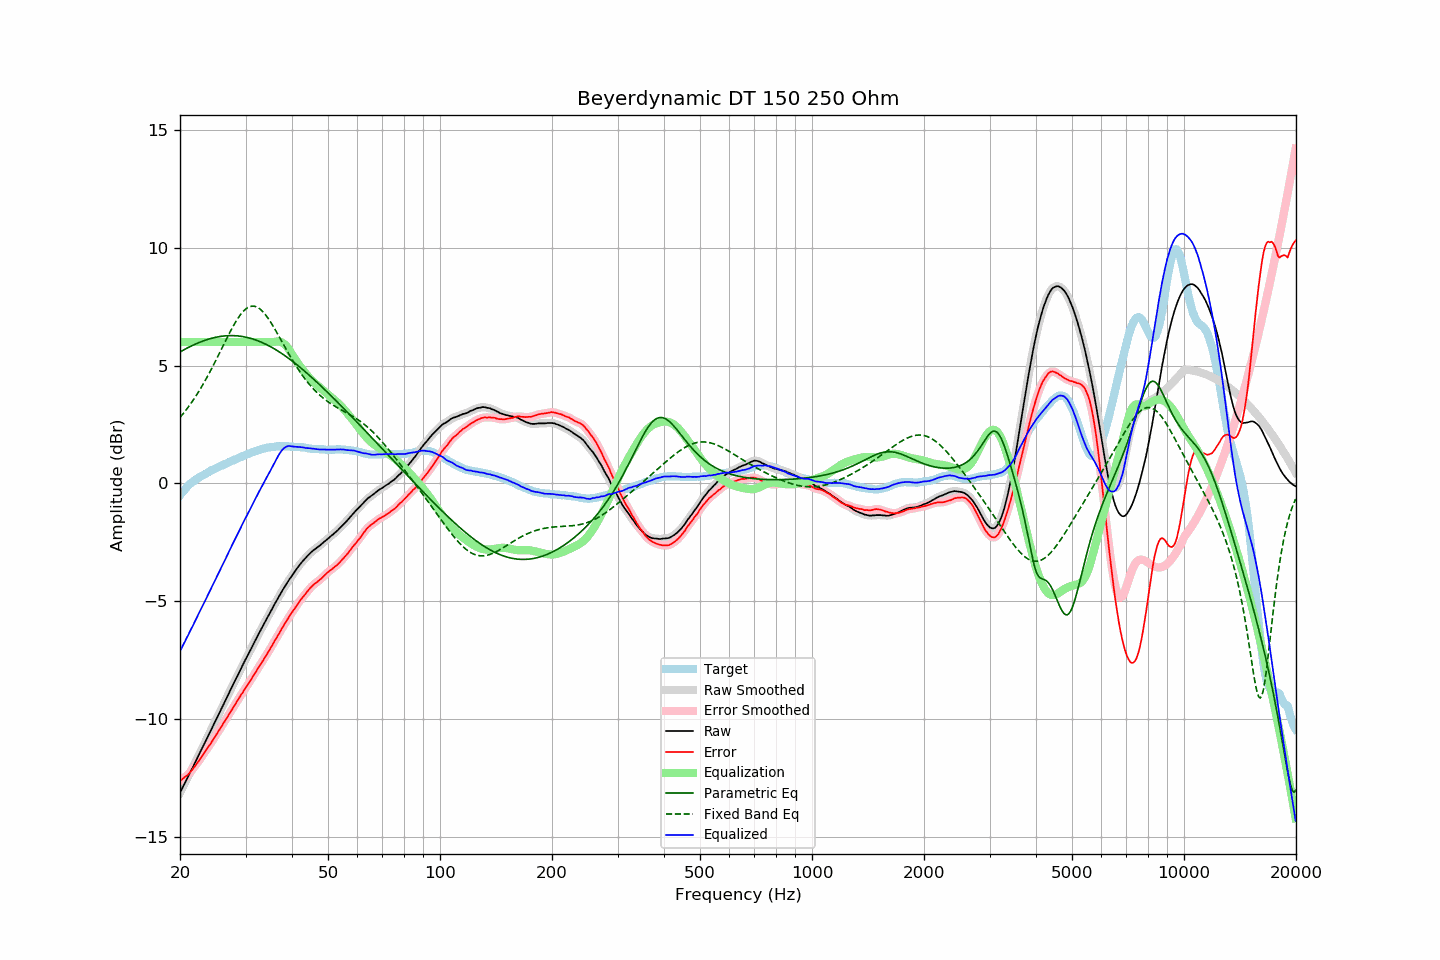 Beyerdynamic DT 150 250 Ohm
15
10
5
0
−5
−10
−15
Amplitude (dBr)
Target
Raw Smoothed
Error Smoothed
Raw
Error
Equalization
Parametric Eq
Fixed Band Eq
Equalized
20 50 100 200 500 1000 2000 5000 10000 20000
Frequency (Hz)